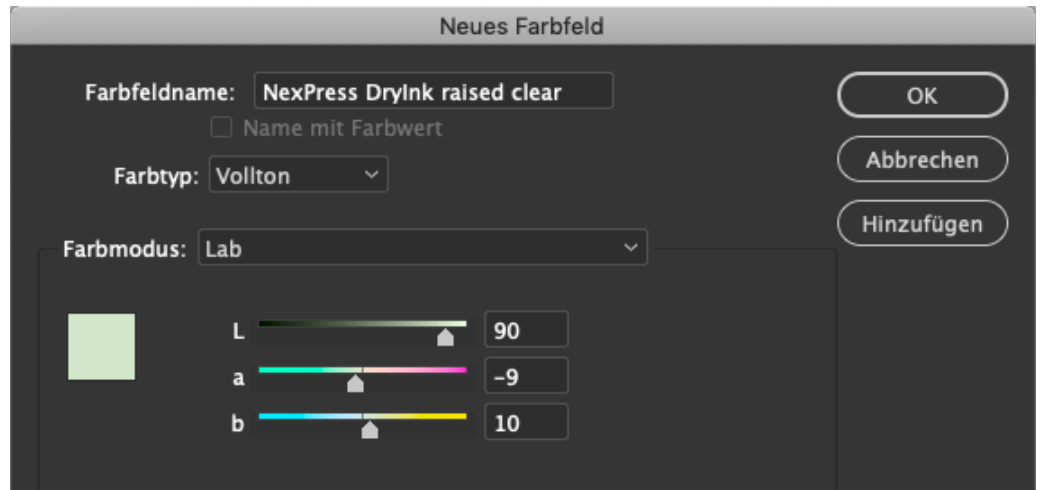 Neues Farbfeld
Farbfeldname: NexPress DryInk raised clear
OK
Name mit Farbwert
Abbrechen
Farbtyp: Vollton
Hinzufügen
Farbmodus: Lab
L 90
a -9
b 10